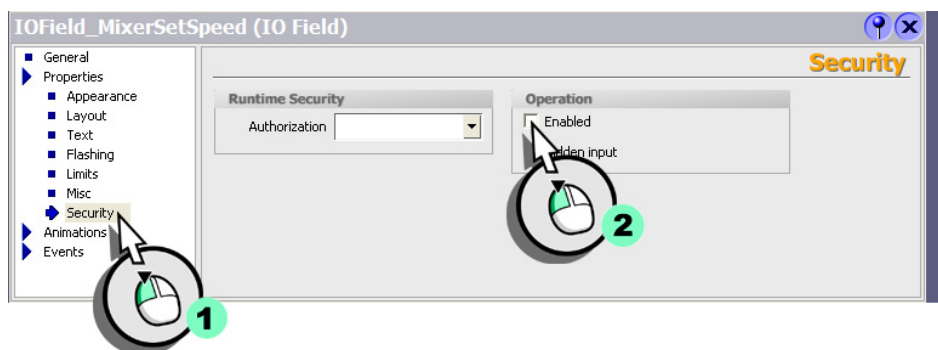 IOField_MixerSetSpeed (IO Field)
General
Properties
Appearance
Layout
Text
Flashing
Limits
Misc
Security
Animations
Events
Security
Runtime Security
Authorization
Operation
Enabled
input
1
2